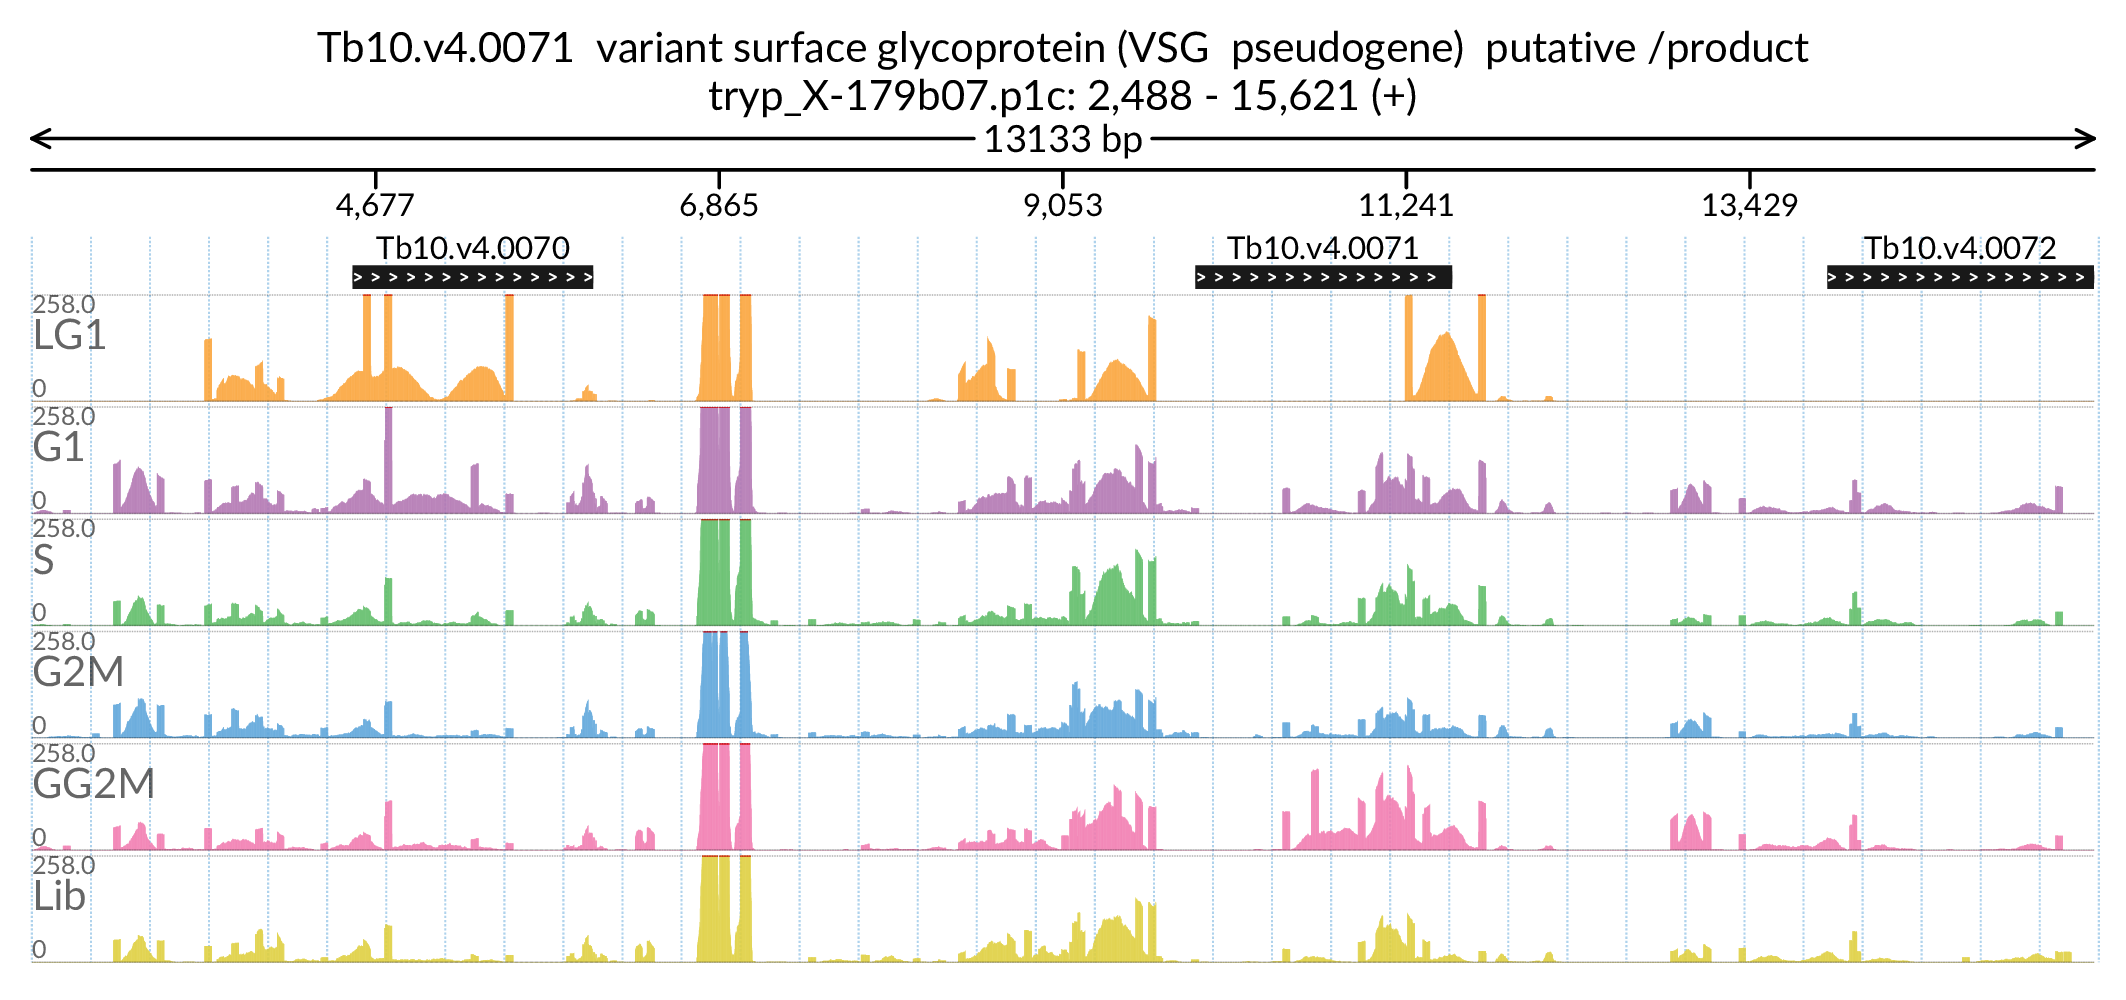 Tb10.v4.0071 variant surface glycoprotein (VSG pseudogene) putative /product
tryp_X-179b07.p1c: 2,488 - 15,621 (+)
13133 bp
4,677 6,865 9,053 11,241 13,429
Tb10.v4.0070 Tb10.v4.0071 Tb10.v4.0072
258.0
LG1
0
258.0
G1
0
258.0
S
0
258.0
G2M
0
258.0
GG2M
0
258.0
Lib
0